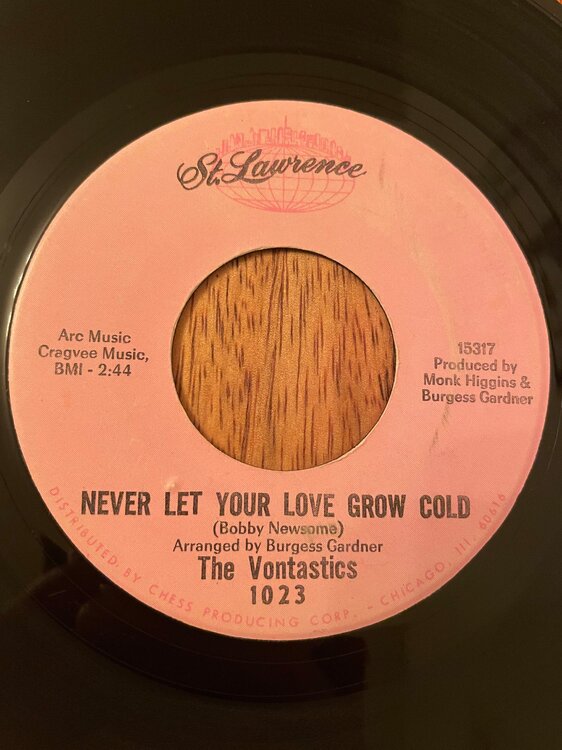 St. Lawrence
Arc Music
Cragvee Music,
BMI - 2:44
15317
Produced by
Monk Higgins &
Burgess Gardner
NEVER LET YOUR LOVE GROW COLD
(Bobby Newsome)
Arranged by Burgess Gardner
The Vontastics
1023
DISTRIBUTED BY CHESS PRODUCING CORP. - CHICAGO, ILL. 60616